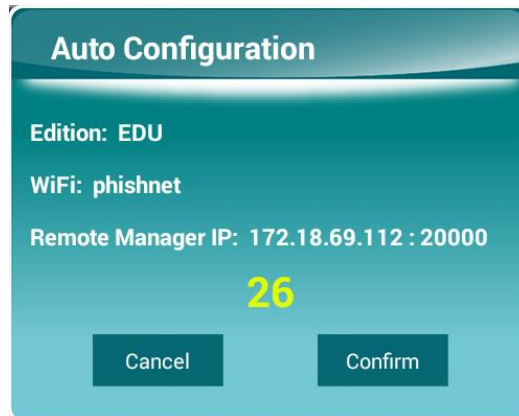 Auto Configuration
Edition: EDU
WiFi: phishnet
Remote Manager IP: 172.18.69.112 : 20000
26
Cancel Confirm